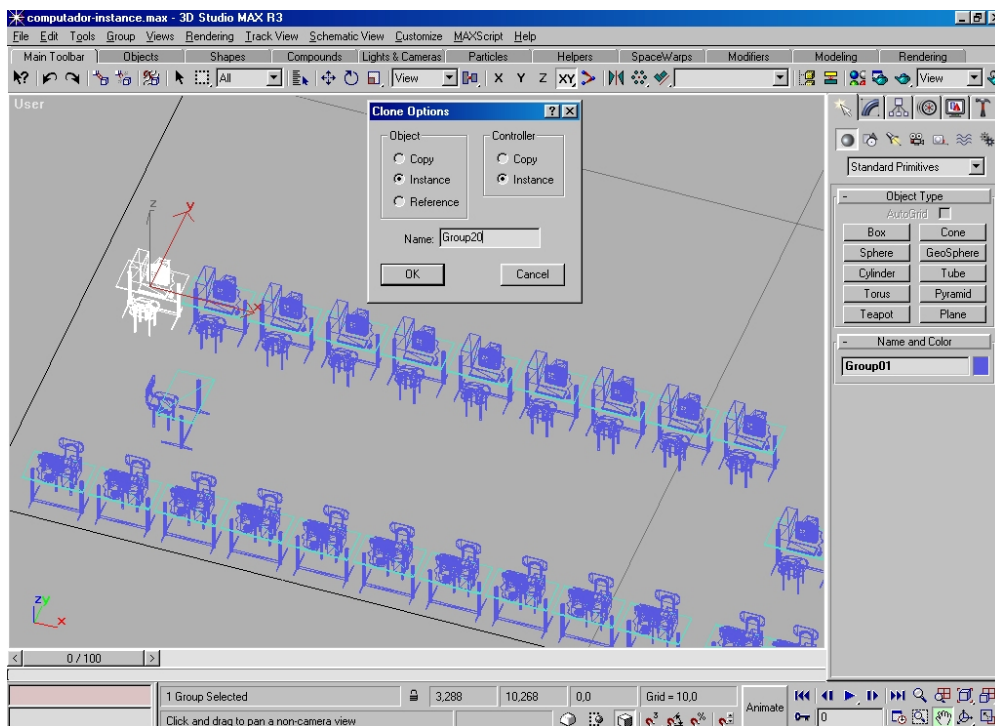 computador-instance.max - 3D Studio MAX R3
File Edit Tools Group Views Rendering Track View Schematic View Customize MAXScript Help
Main Toolbar Objects Shapes Compounds Lights & Cameras Particles Helpers SpaceWarps Modifiers Modeling Rendering
All View X Y Z XY View
User
Clone Options
Object Controller
Copy Copy
Instance Instance
Reference
Name: Group20
OK Cancel
z y
x
Standard Primitives
- Object Type
AutoGrid
Box Cone
Sphere GeoSphere
Cylinder Tube
Torus Pyramid
Teapot Plane
- Name and Color
Group01
z y
x
< 0 / 100 >
1 Group Selected 3,288 10,268 0,0 Grid = 10,0 Animate
Click and drag to pan a non-camera view 0